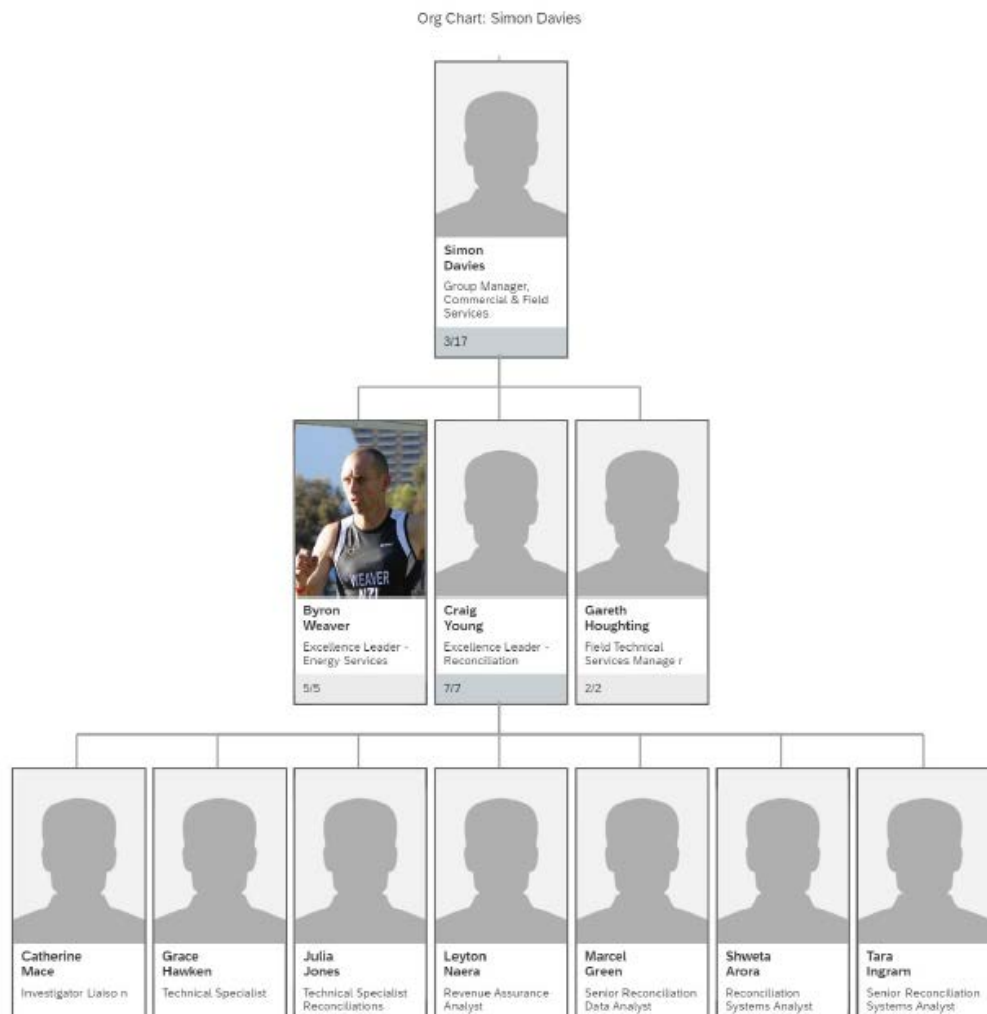 Org Chart: Simon Davies
Simon
Davies
Group Manager,
Commercial & Field
Services
3/17
WEAVER
NZL
Byron
Weaver
Excellence Leader -
Energy Services
5/5
Craig
Young
Excellence Leader -
Reconciliation
7/7
Gareth
Houghting
Field Technical
Services Manage r
2/2
Catherine
Mace
Investigator Liaiso n
Grace
Hawken
Technical Specialist
Julia
Jones
Technical Specialist
Reconciliations
Leyton
Naera
Revenue Assurance
Analyst
Marcel
Green
Senior Reconciliation
Data Analyst
Shweta
Arora
Reconciliation
Systems Analyst
Tara
Ingram
Senior Reconciliation
Systems Analyst